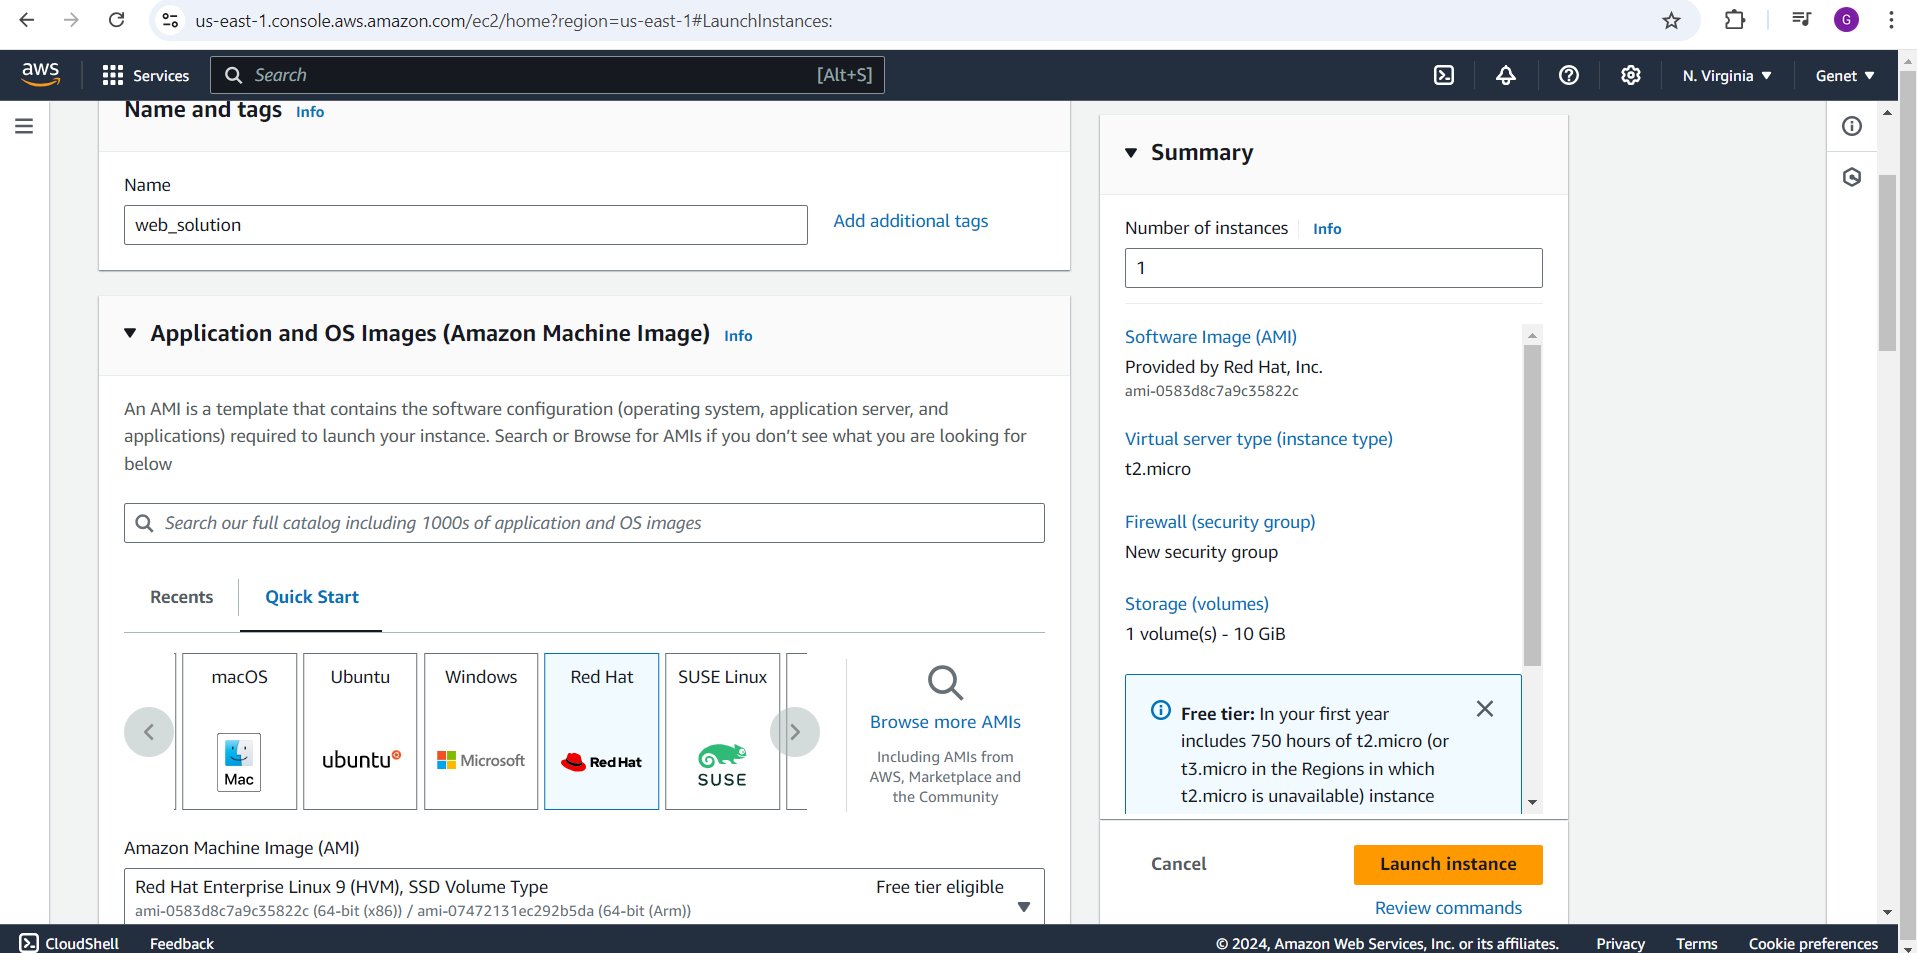 us-east-1.console.aws.amazon.com/ec2/home?region=us-east-1#LaunchInstances:
G
aws
Services
Search
[Alt+S]
N. Virginia
Genet
Name and tags Info
Name
web_solution
Add additional tags
Application and OS Images (Amazon Machine Image) Info
An AMI is a template that contains the software configuration (operating system, application server, and
applications) required to launch your instance. Search or Browse for AMIs if you don’t see what you are looking for
below
Search our full catalog including 1000s of application and OS images
Recents
Quick Start
macOS
Mac
Ubuntu
ubuntu
Windows
Microsoft
Red Hat
Red Hat
SUSE Linux
SUSE
Browse more AMIs
Including AMIs from
AWS, Marketplace and
the Community
Amazon Machine Image (AMI)
Red Hat Enterprise Linux 9 (HVM), SSD Volume Type
Free tier eligible
ami-0583d8c7a9c35822c (64-bit (x86)) / ami-07472131ec292b5da (64-bit (Arm))
Summary
Number of instances Info
1
Software Image (AMI)
Provided by Red Hat, Inc.
ami-0583d8c7a9c35822c
Virtual server type (instance type)
t2.micro
Firewall (security group)
New security group
Storage (volumes)
1 volume(s) - 10 GiB
Free tier: In your first year
includes 750 hours of t2.micro (or
t3.micro in the Regions in which
t2.micro is unavailable) instance
Cancel
Launch instance
Review commands
CloudShell
Feedback
© 2024, Amazon Web Services, Inc. or its affiliates.
Privacy
Terms
Cookie preferences